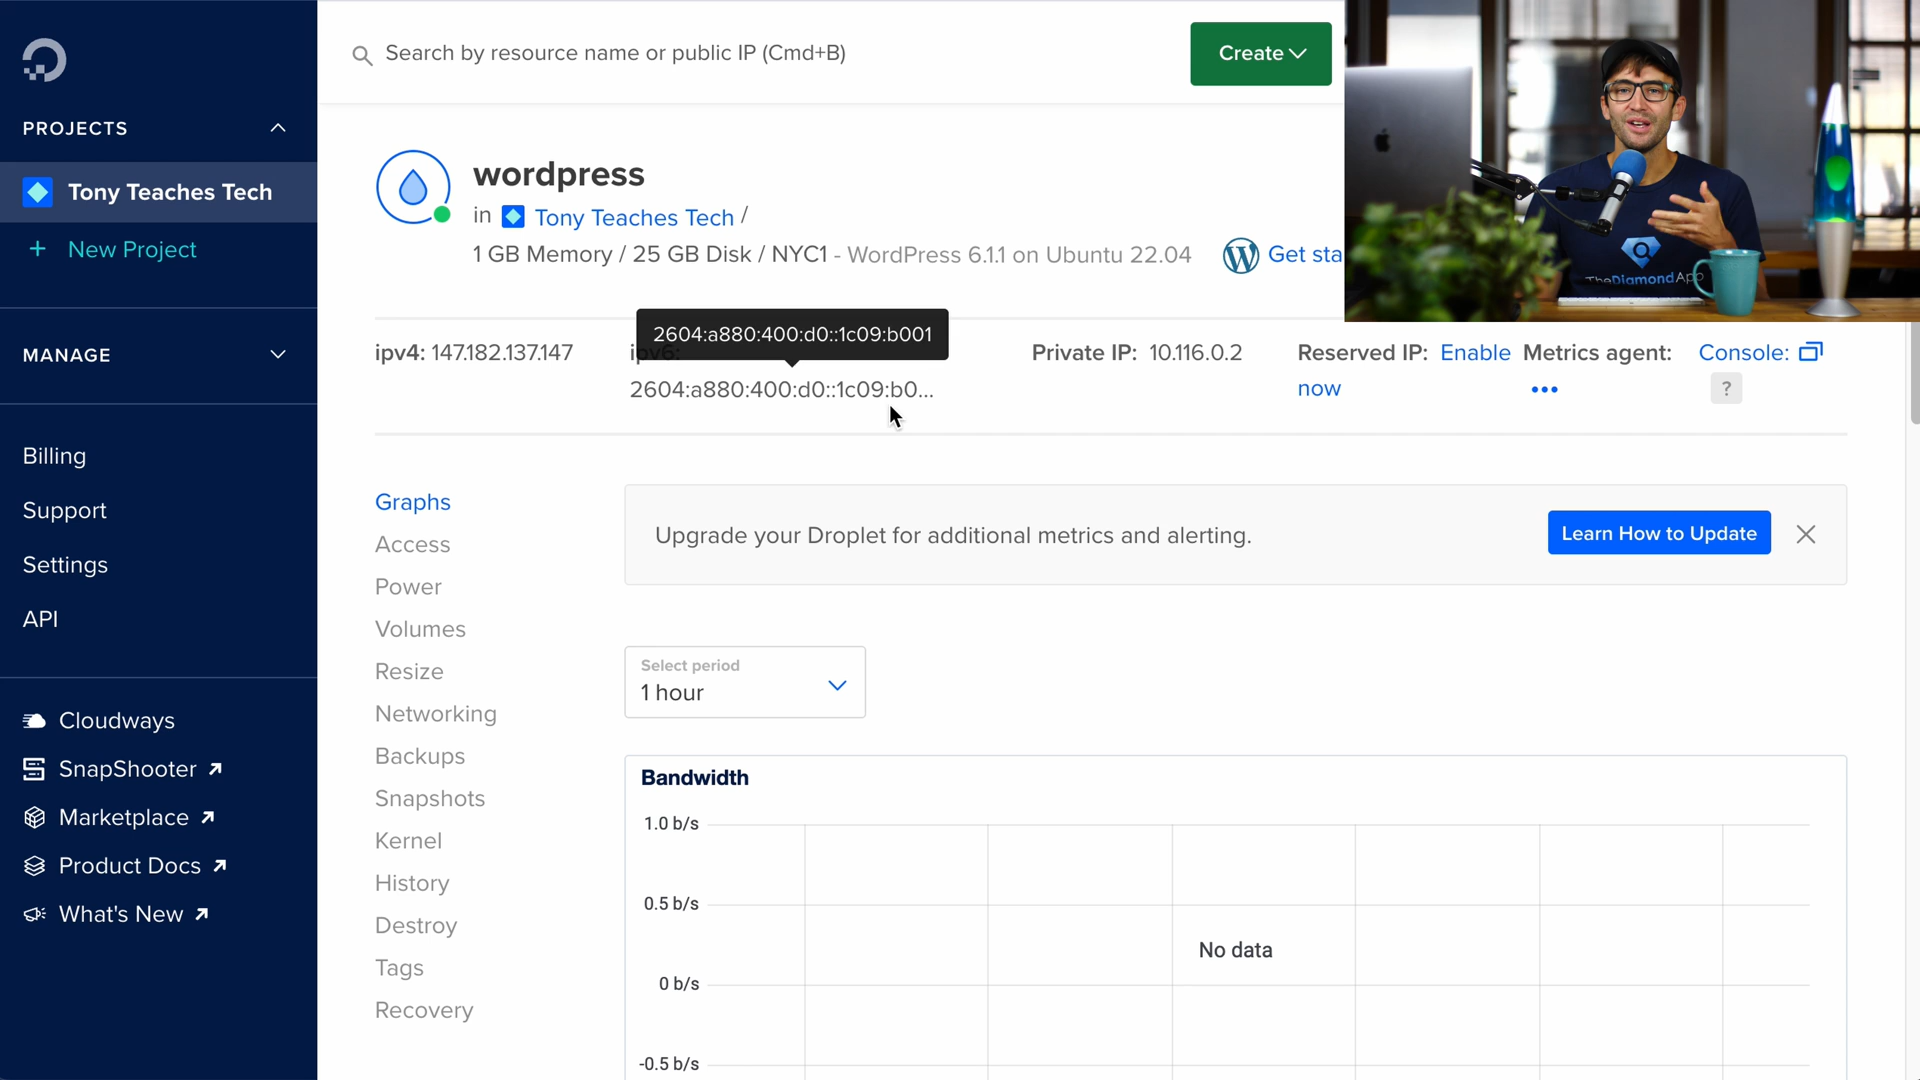 Search by resource name or public IP (Cmd+B)
Create
PROJECTS
Tony Teaches Tech
+ New Project
MANAGE
Billing
Support
Settings
API
Cloudways
SnapShooter
Marketplace
Product Docs
What's New
wordpress
in Tony Teaches Tech /
1 GB Memory / 25 GB Disk / NYC1 - WordPress 6.1.1 on Ubuntu 22.04
Get sta
TheDiamondApp
2604:a880:400:d0::1c09:b001
ipv4: 147.182.137.147
ipv6:
2604:a880:400:d0::1c09:b0...
Private IP: 10.116.0.2
Reserved IP: Enable
now
Metrics agent:
•••
Console:
?
Graphs
Access
Power
Volumes
Resize
Networking
Backups
Snapshots
Kernel
History
Destroy
Tags
Recovery
Upgrade your Droplet for additional metrics and alerting.
Learn How to Update
Select period
1 hour
Bandwidth
1.0 b/s
0.5 b/s
0 b/s
-0.5 b/s
No data